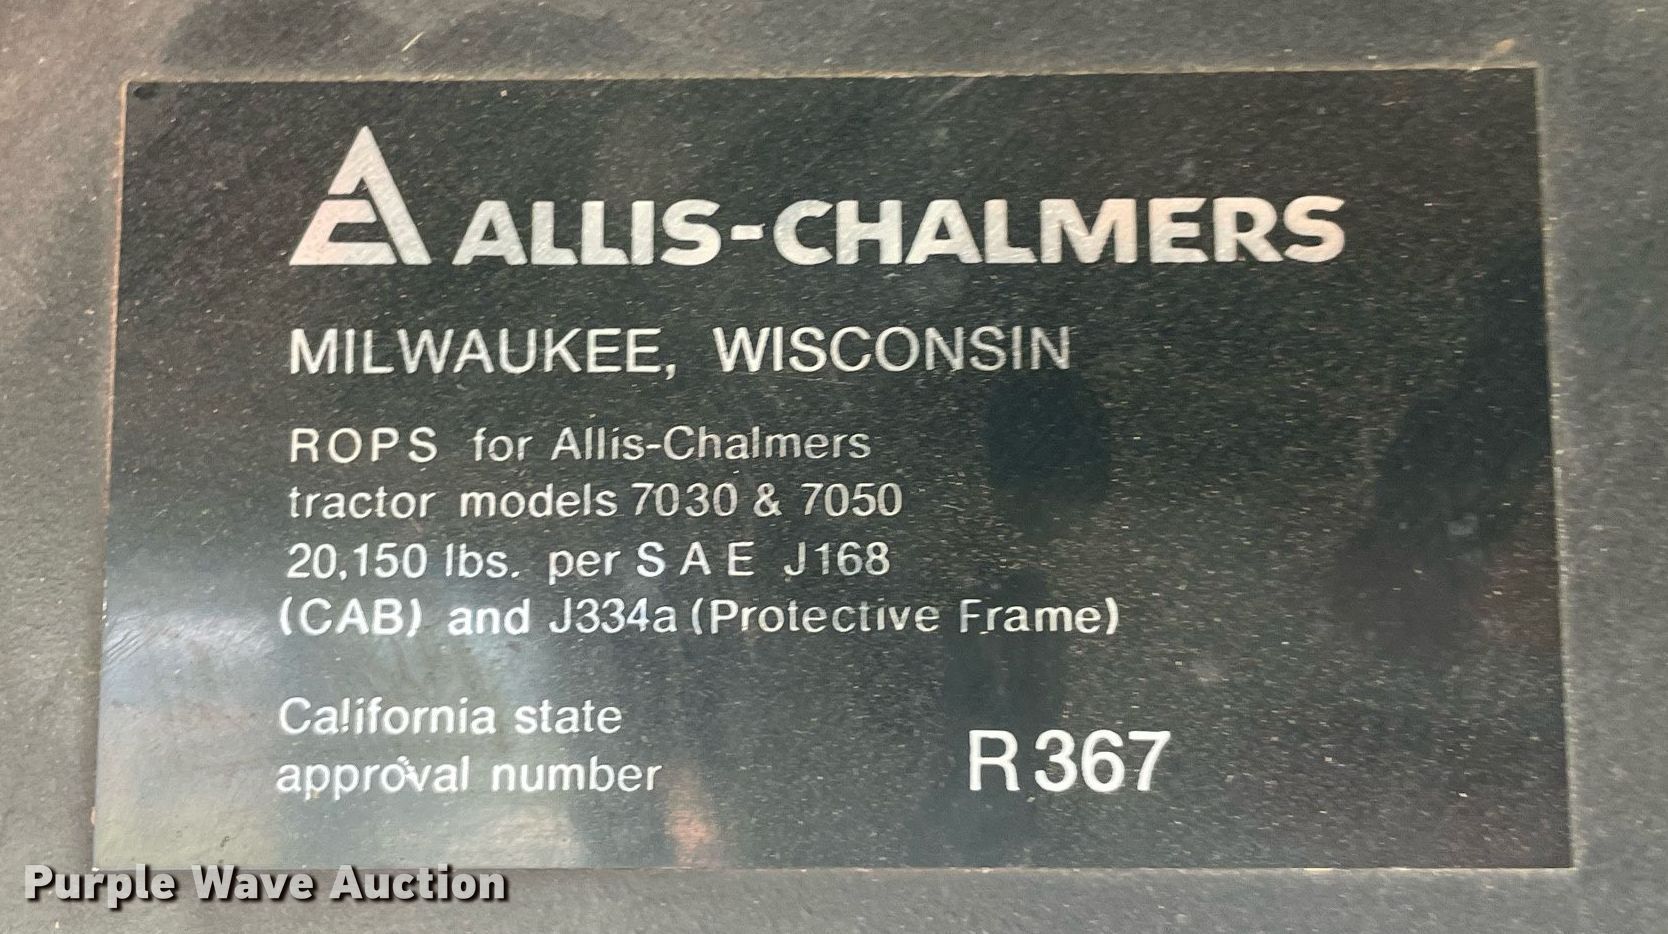 ALLIS-CHALMERS
MILWAUKEE, WISCONSIN
ROPS for Allis-Chalmers
tractor models 7030 & 7050
20,150 lbs. per S A E J168
(CAB) and J334a (Protective Frame)
California state
approval number R367
Purple Wave Auction